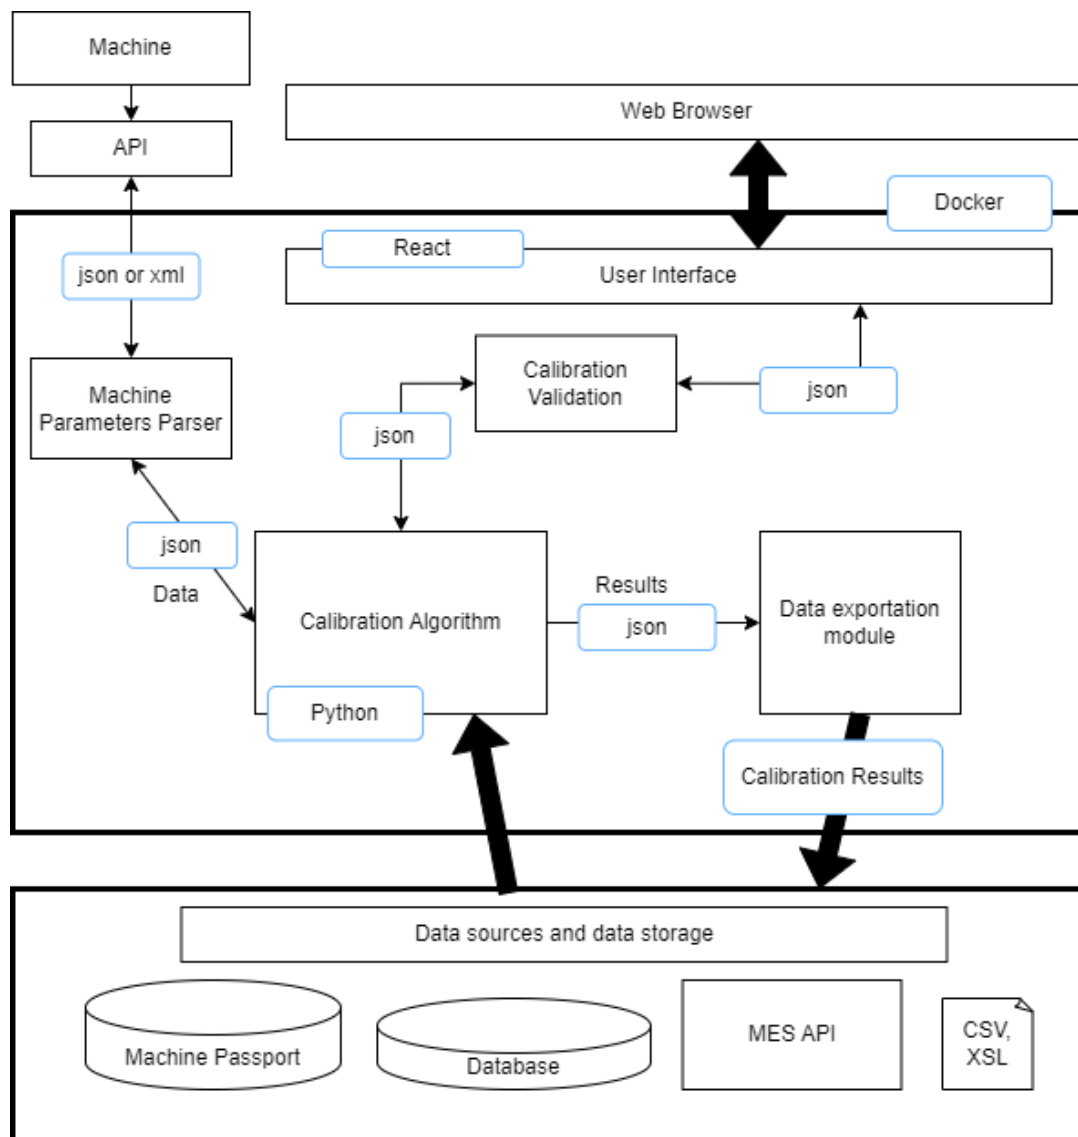 Machine
Web Browser
API
Docker
React
json or xml
User Interface
Calibration
Validation
json
Machine
Parameters Parser
json
json
Data
Results
Calibration Algorithm
json
Data exportation
module
Python
Calibration Results
Data sources and data storage
Machine Passport
Database
MES API
CSV,
XSL